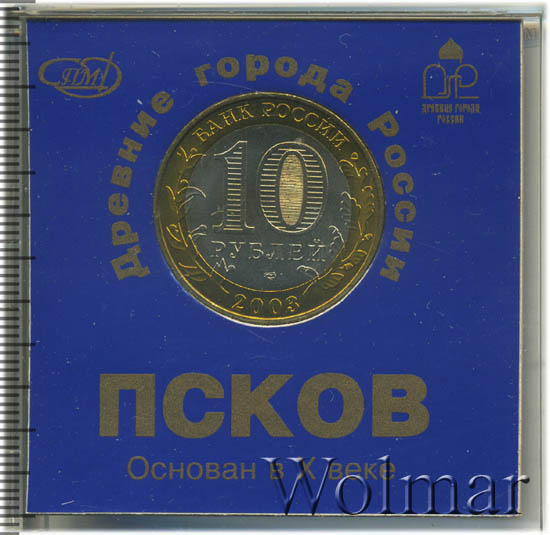 СПМД
ДРЕВНИЕ ГОРОДА
РОССИИ
Древние города России
БАНК РОССИИ
10
РУБЛЕЙ
2003
ПСКОВ
Основан в X веке
Wolmar